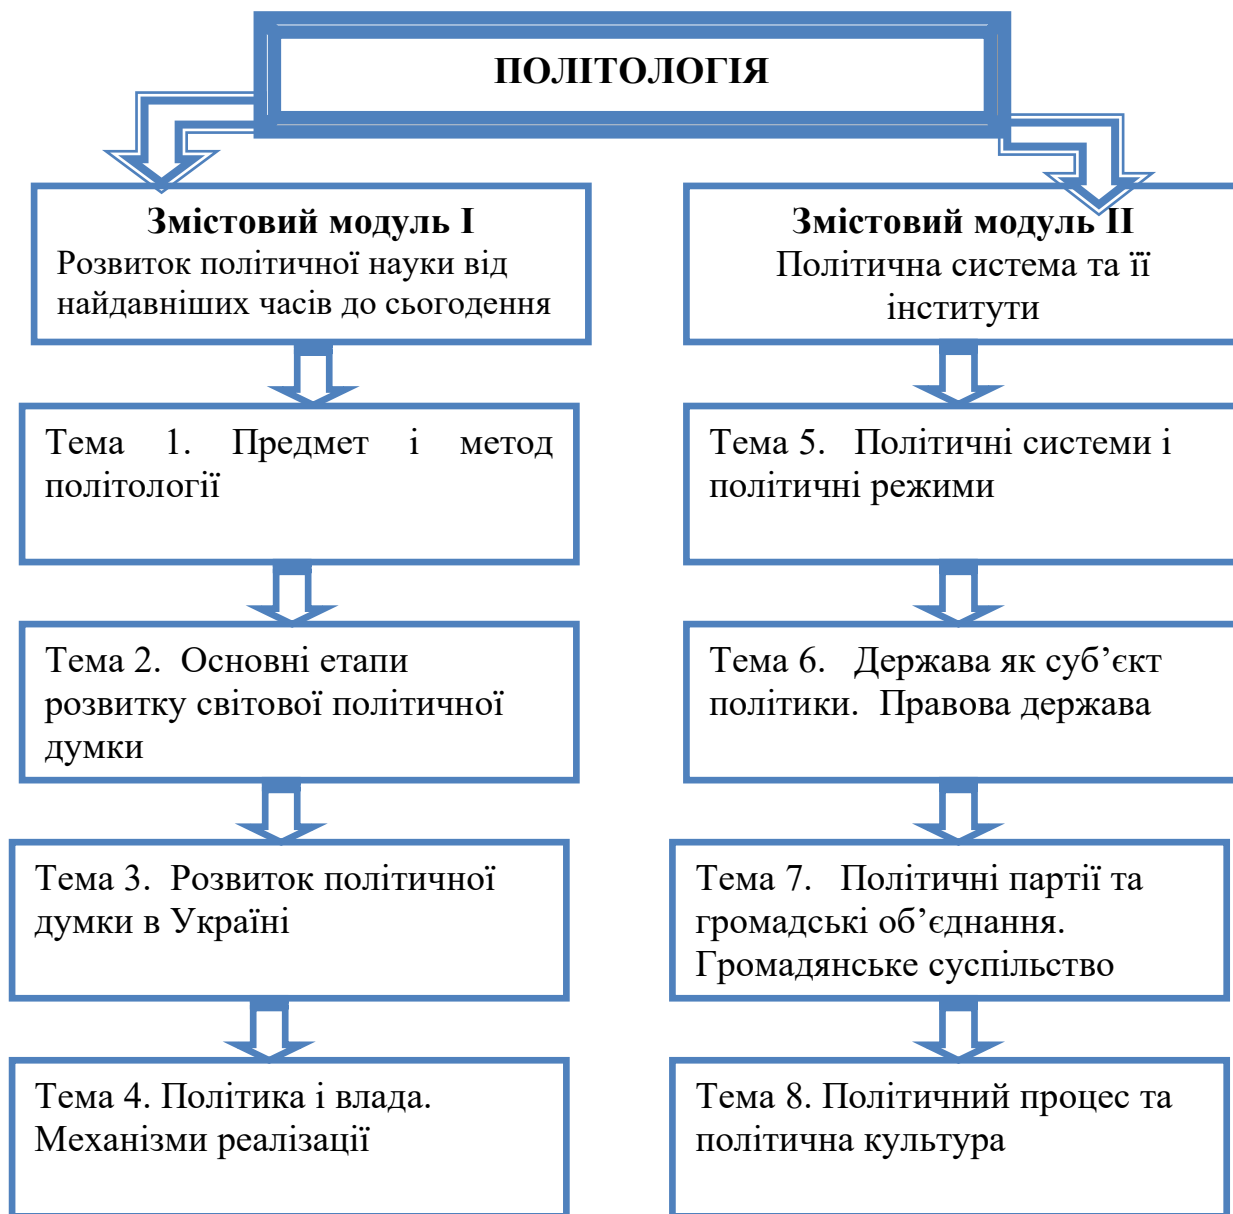 ПОЛІТОЛОГІЯ
Змістовий модуль І
Розвиток політичної науки від
найдавніших часів до сьогодення
Тема 1. Предмет і метод
політології
Тема 2. Основні етапи
розвитку світової політичної
думки
Тема 3. Розвиток політичної
думки в Україні
Тема 4. Політика і влада.
Механізми реалізації
Змістовий модуль ІІ
Політична система та її
інститути
Тема 5. Політичні системи і
політичні режими
Тема 6. Держава як суб’єкт
політики. Правова держава
Тема 7. Політичні партії та
громадські об’єднання.
Громадянське суспільство
Тема 8. Політичний процес та
політична культура